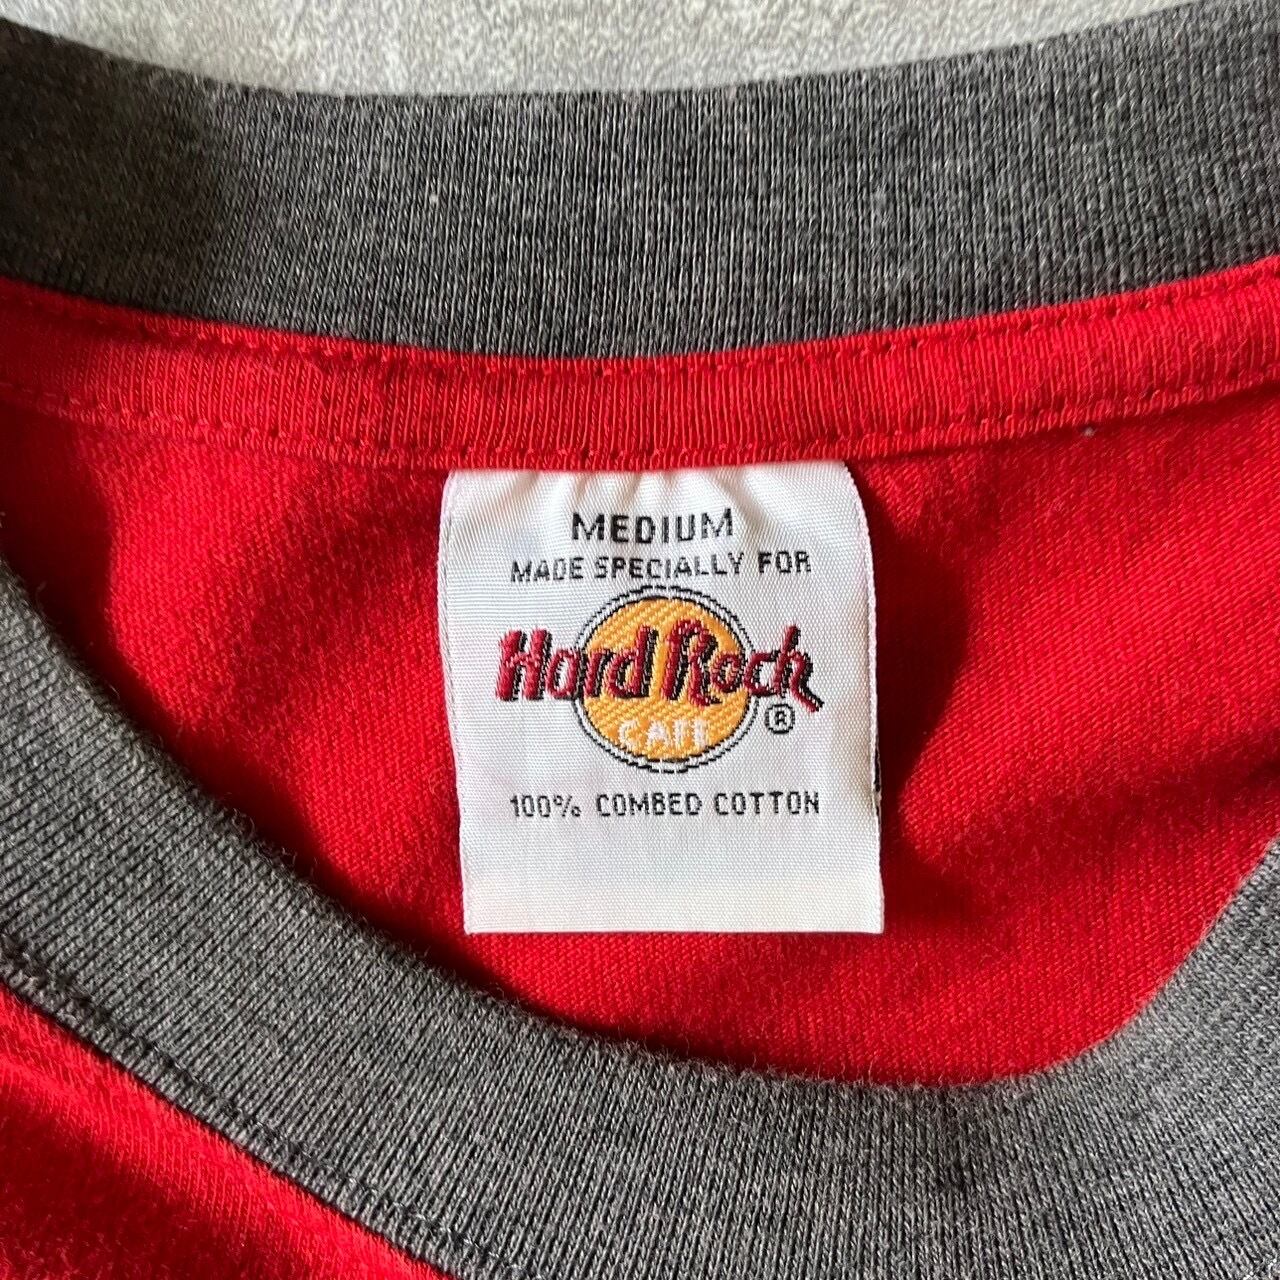 MEDIUM
MADE SPECIALLY FOR
Hard Rock
CAFE
®
100% COMBED COTTON